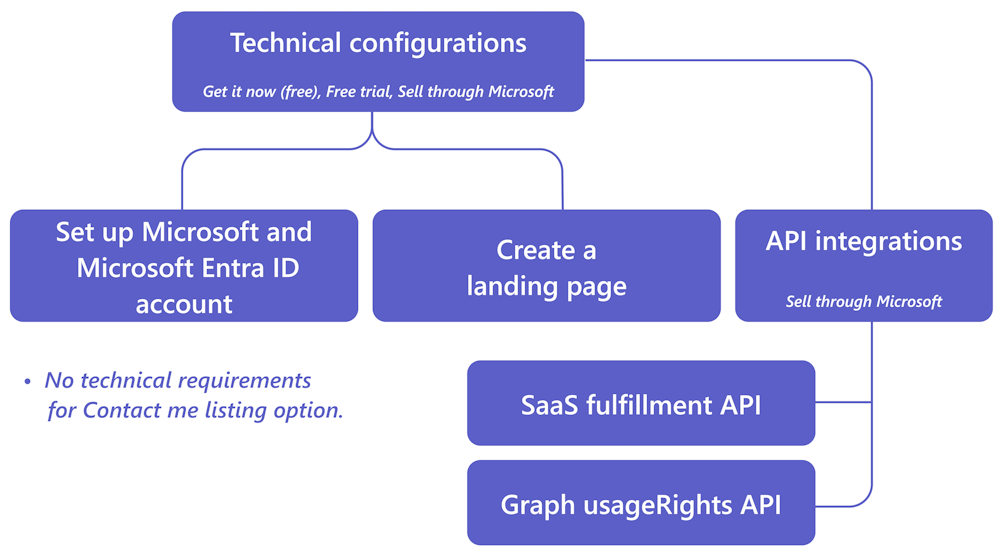 Technical configurations
Get it now (free), Free trial, Sell through Microsoft
Set up Microsoft and
Microsoft Entra ID
account
Create a
landing page
API integrations
Sell through Microsoft
• No technical requirements
for Contact me listing option.
SaaS fulfillment API
Graph usageRights API